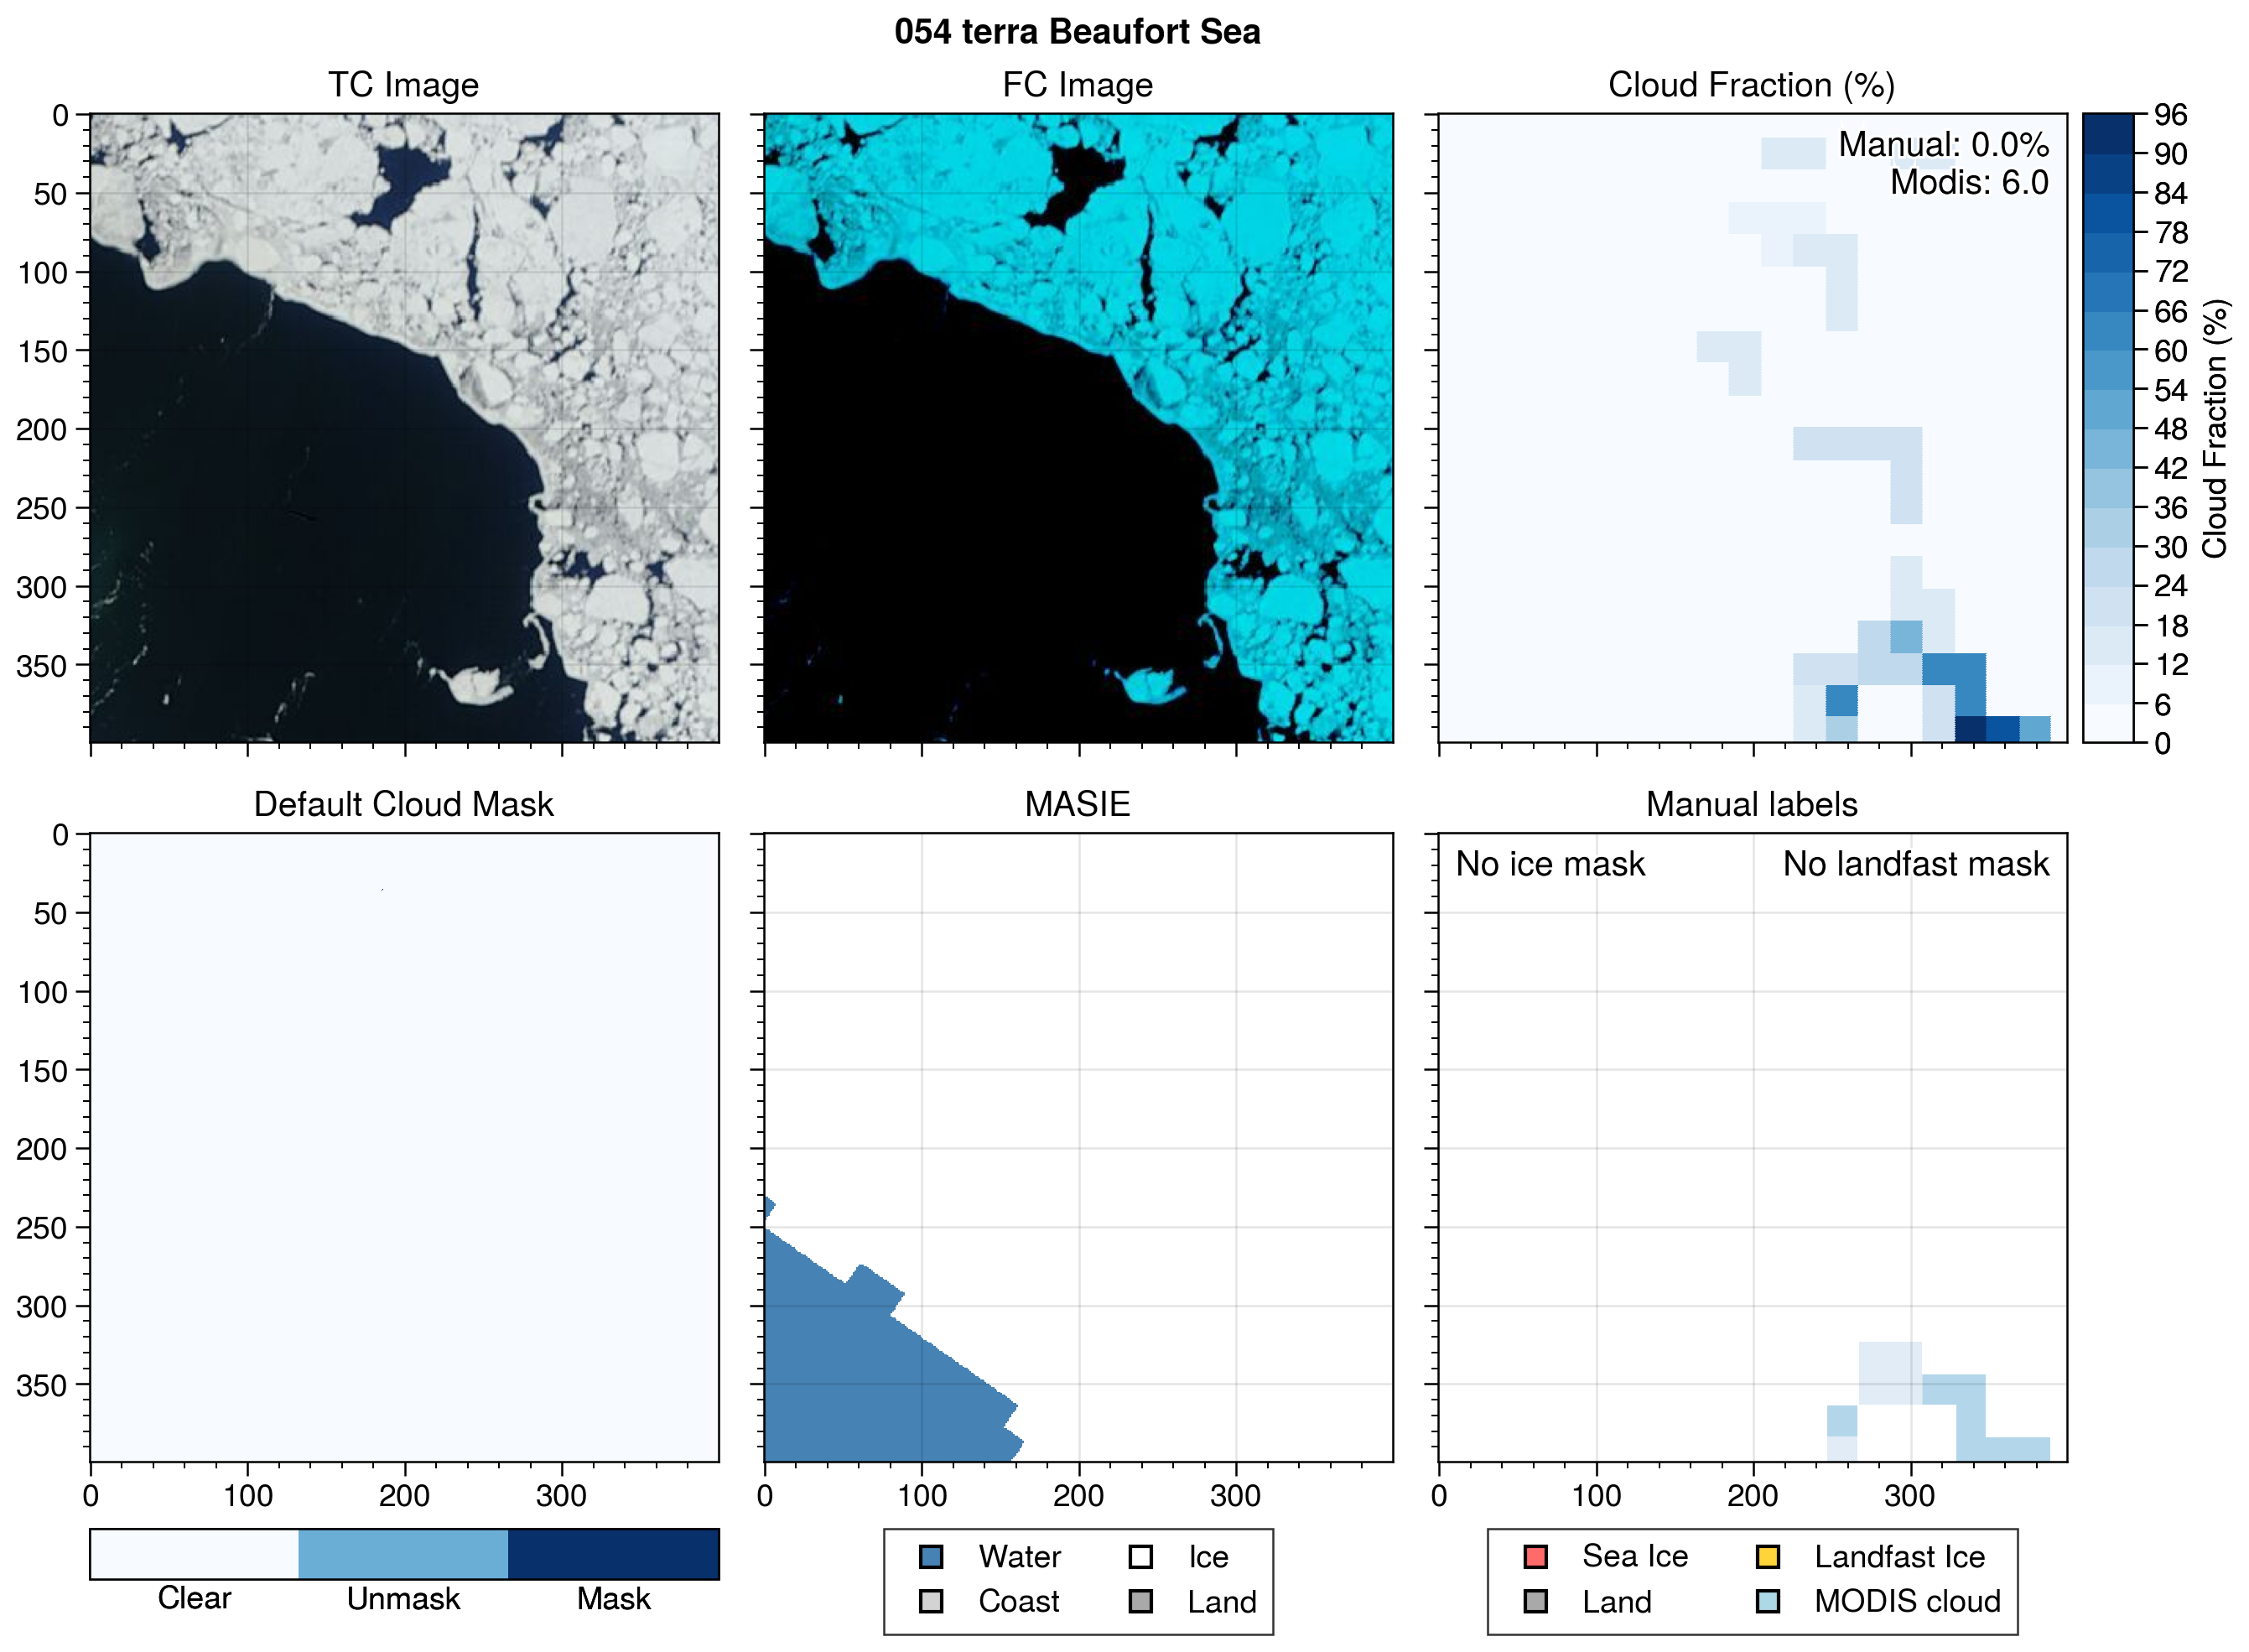 054 terra Beaufort Sea
TC Image
FC Image
Cloud Fraction (%)
0
50
100
150
200
250
300
350
Manual: 0.0%
Modis: 6.0
96
90
84
78
72
66
60
54
48
42
36
30
24
18
12
6
0
Cloud Fraction (%)
Default Cloud Mask
MASIE
Manual labels
0
50
100
150
200
250
300
350
No ice mask
No landfast mask
0 100 200 300
0 100 200 300
0 100 200 300
Clear
Unmask
Mask
Water
Ice
Coast
Land
Sea Ice
Landfast Ice
Land
MODIS cloud